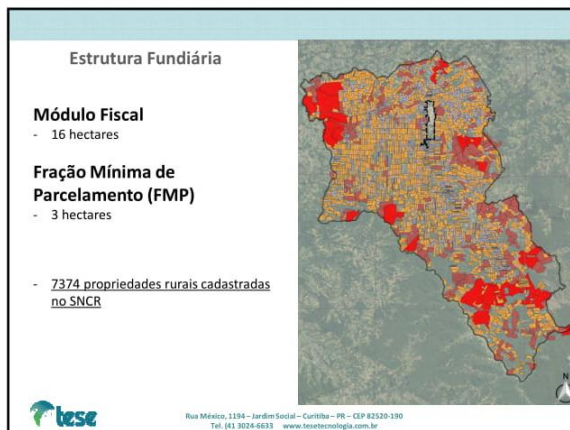 Estrutura Fundiária
Módulo Fiscal
- 16 hectares
Fração Mínima de
Parcelamento (FMP)
- 3 hectares
- 7374 propriedades rurais cadastradas
no SNCR
N
tese
Rua México, 1194 – Jardim Social – Curitiba – PR – CEP 82520-190
Tel. (41 3024-6633 www.tesetecnologia.com.br